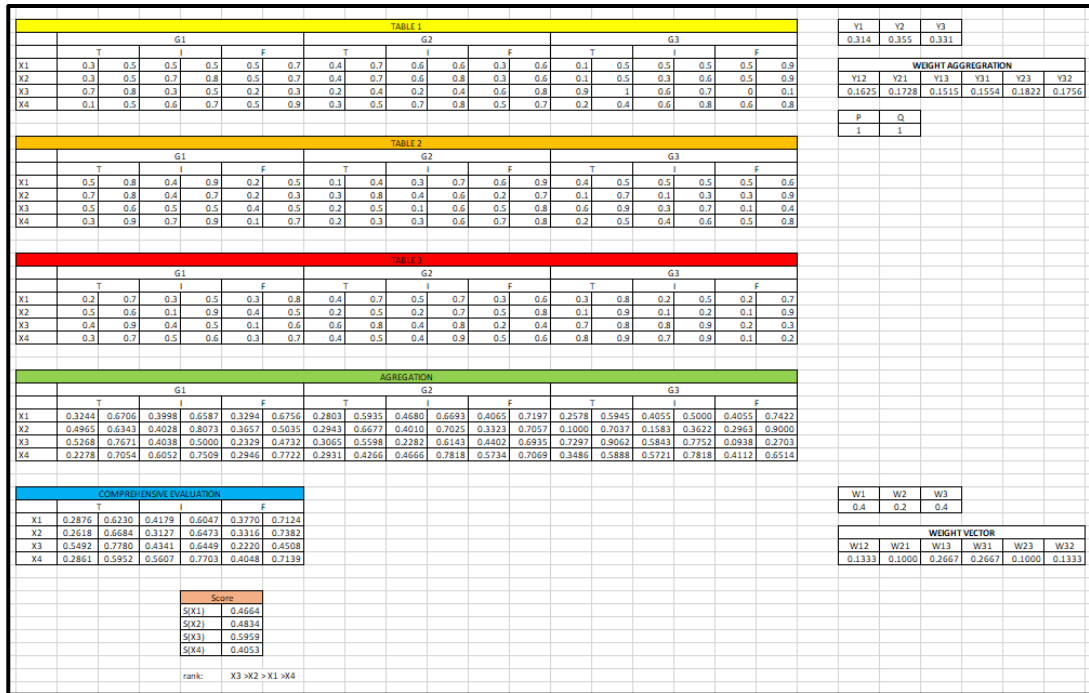 TABLE 1 Y1 Y2 Y3
G1 G2 G3 0.314 0.355 0.331
T I F T I F T I F
X1 0.3 0.5 0.5 0.5 0.5 0.7 0.4 0.7 0.6 0.6 0.3 0.6 0.1 0.5 0.5 0.5 0.5 0.9 WEIGHT AGGREGRATION
X2 0.3 0.5 0.7 0.8 0.5 0.7 0.4 0.7 0.6 0.8 0.3 0.6 0.1 0.5 0.3 0.6 0.5 0.9 Y12 Y21 Y13 Y31 Y23 Y32
X3 0.7 0.8 0.3 0.5 0.2 0.3 0.2 0.4 0.2 0.4 0.6 0.8 0.9 1 0.6 0.7 0 0.1 0.1625 0.1728 0.1515 0.1554 0.1822 0.1756
X4 0.1 0.5 0.6 0.7 0.5 0.9 0.3 0.5 0.7 0.8 0.5 0.7 0.2 0.4 0.6 0.8 0.6 0.8
P Q
1 1
TABLE 2
G1 G2 G3
T I F T I F T I F
X1 0.5 0.8 0.4 0.9 0.2 0.5 0.1 0.4 0.3 0.7 0.6 0.9 0.4 0.5 0.5 0.5 0.5 0.6
X2 0.7 0.8 0.4 0.7 0.2 0.3 0.3 0.8 0.4 0.6 0.2 0.7 0.1 0.7 0.1 0.3 0.3 0.9
X3 0.5 0.6 0.5 0.5 0.4 0.5 0.2 0.5 0.1 0.6 0.5 0.8 0.6 0.9 0.3 0.7 0.1 0.4
X4 0.3 0.9 0.7 0.9 0.1 0.7 0.2 0.3 0.3 0.6 0.7 0.8 0.2 0.5 0.4 0.6 0.5 0.8
TABLE 3
G1 G2 G3
T I F T I F T I F
X1 0.2 0.7 0.3 0.5 0.3 0.8 0.4 0.7 0.5 0.7 0.3 0.6 0.3 0.8 0.2 0.5 0.2 0.7
X2 0.5 0.6 0.1 0.9 0.4 0.5 0.2 0.5 0.2 0.7 0.5 0.8 0.1 0.9 0.1 0.2 0.1 0.9
X3 0.4 0.9 0.4 0.5 0.1 0.6 0.6 0.8 0.4 0.8 0.2 0.4 0.7 0.8 0.8 0.9 0.2 0.3
X4 0.3 0.7 0.5 0.6 0.3 0.7 0.4 0.5 0.4 0.9 0.5 0.6 0.8 0.9 0.7 0.9 0.1 0.2
AGREGATION
G1 G2 G3
T I F T I F T I F
X1 0.3244 0.6706 0.3998 0.6587 0.3294 0.6756 0.2803 0.5935 0.4680 0.6693 0.4065 0.7197 0.2578 0.5945 0.4055 0.5000 0.4055 0.7422
X2 0.4965 0.6343 0.4028 0.8073 0.3657 0.5035 0.2943 0.6677 0.4010 0.7025 0.3323 0.7057 0.1000 0.7037 0.1583 0.3622 0.2963 0.9000
X3 0.5268 0.7671 0.4038 0.5000 0.2329 0.4732 0.3065 0.5598 0.2282 0.6143 0.4402 0.6935 0.7297 0.9062 0.5843 0.7752 0.0938 0.2703
X4 0.2278 0.7054 0.6052 0.7509 0.2946 0.7722 0.2931 0.4266 0.4666 0.7818 0.5734 0.7069 0.3486 0.5888 0.5721 0.7818 0.4112 0.6514
COMPREHENSIVE EVALUATION W1 W2 W3
T I F 0.4 0.2 0.4
X1 0.2876 0.6230 0.4179 0.6047 0.3770 0.7124
X2 0.2618 0.6684 0.3127 0.6473 0.3316 0.7382 WEIGHT VECTOR
X3 0.5492 0.7780 0.4341 0.6449 0.2220 0.4508 W12 W21 W13 W31 W23 W32
X4 0.2861 0.5952 0.5607 0.7703 0.4048 0.7139 0.1333 0.1000 0.2667 0.2667 0.1000 0.1333
Score
S(X1) 0.4664
S(X2) 0.4834
S(X3) 0.5959
S(X4) 0.4053
rank: X3 >X2 > X1 >X4